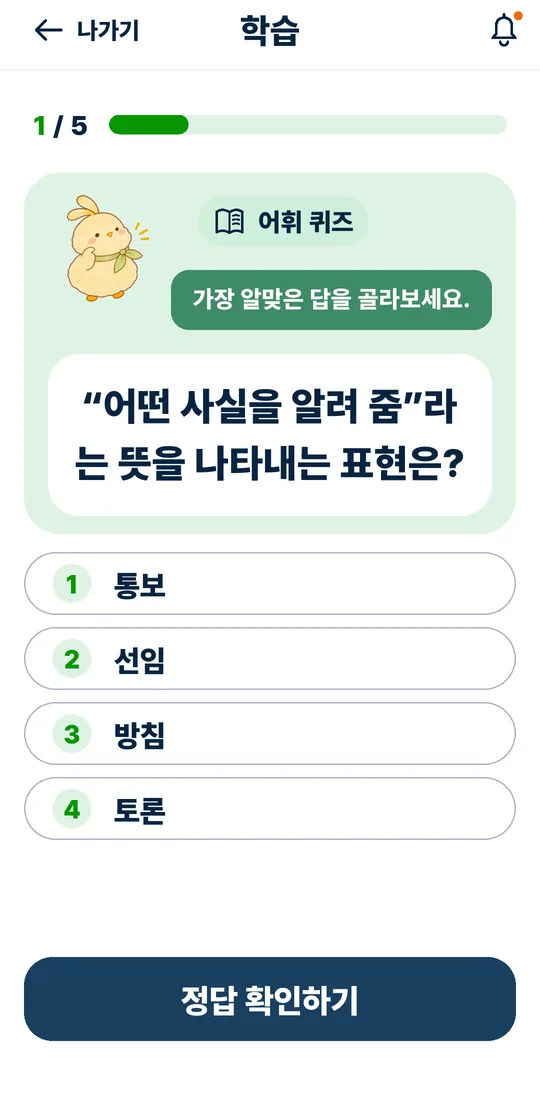 나가기
학습
1 / 5
어휘 퀴즈
가장 알맞은 답을 골라보세요.
“어떤 사실을 알려 줌”라
는 뜻을 나타내는 표현은?
1 통보
2 선임
3 방침
4 토론
정답 확인하기